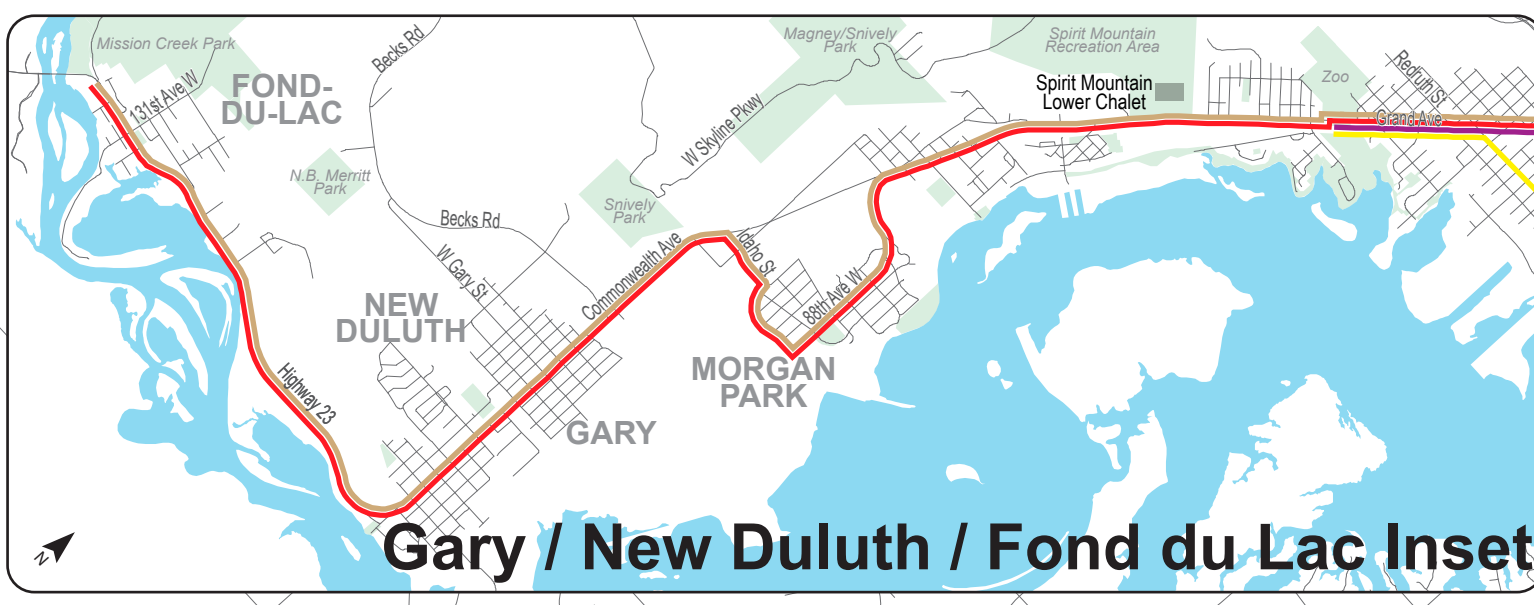 Mission Creek Park
131st Ave W
FOND-
DU-LAC
Becks Rd
N.B. Merritt
Park
Magney/Snively
Park
W Skyline Pkwy
Spirit Mountain
Recreation Area
Spirit Mountain
Lower Chalet
Zoo
Redruth St
Grand Ave
Snively
Park
Becks Rd
W Gary St
Commonwealth Ave
Idaho St
88th Ave W
NEW
DULUTH
MORGAN
PARK
Highway 23
GARY
N
Gary / New Duluth / Fond du Lac Inset